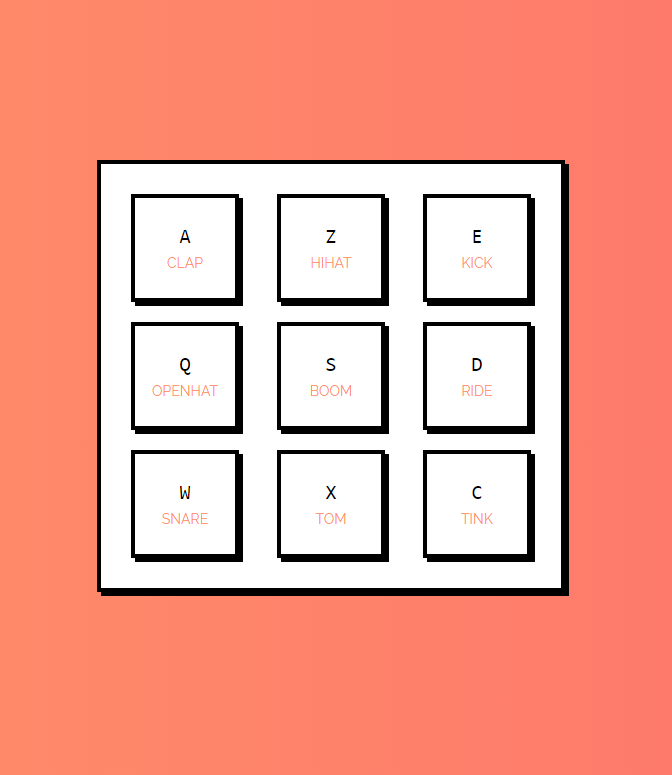 A
CLAP
Z
HIHAT
E
KICK
Q
OPENHAT
S
BOOM
D
RIDE
W
SNARE
X
TOM
C
TINK